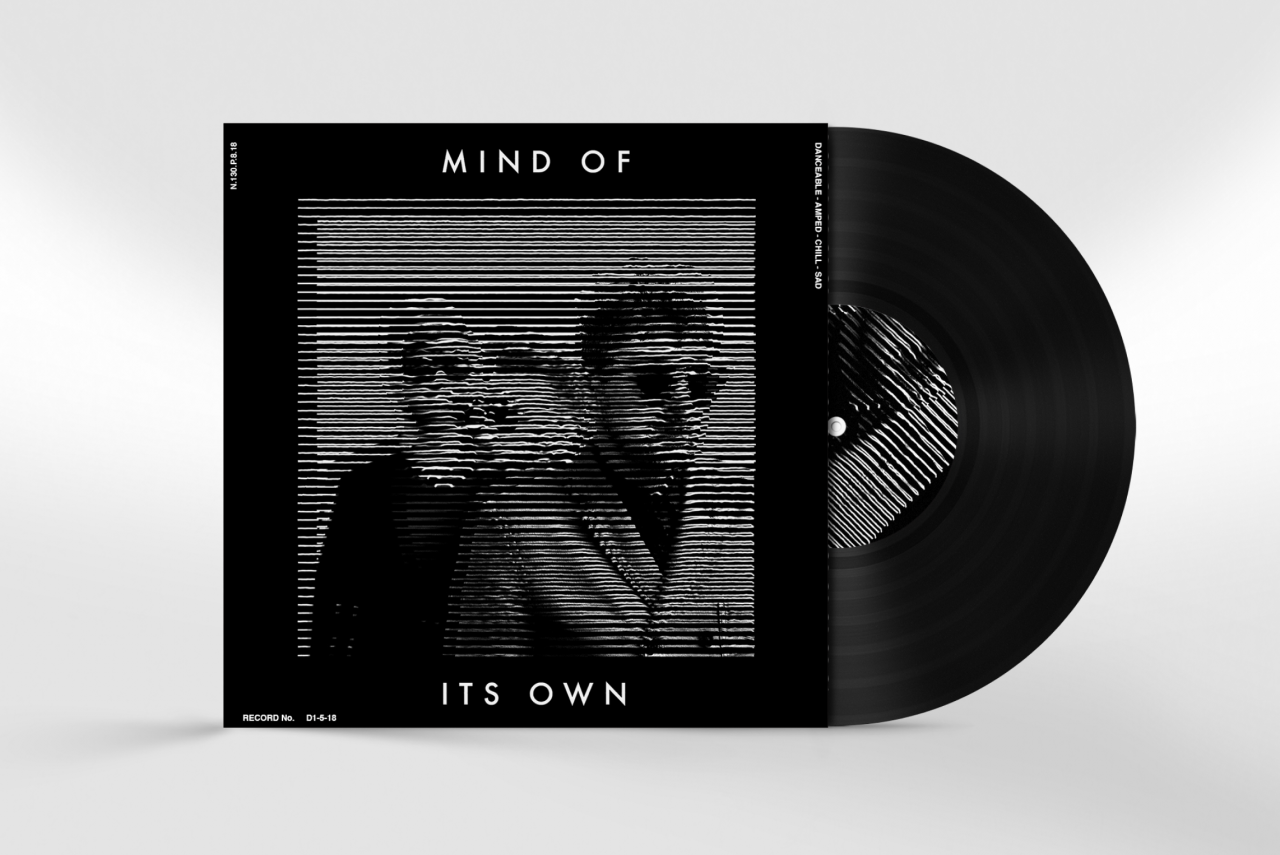 N.130.P.8.18
MIND OF
DANCEABLE - AMPED - CHILL - SAD
ITS OWN
RECORD No. D1-5-18